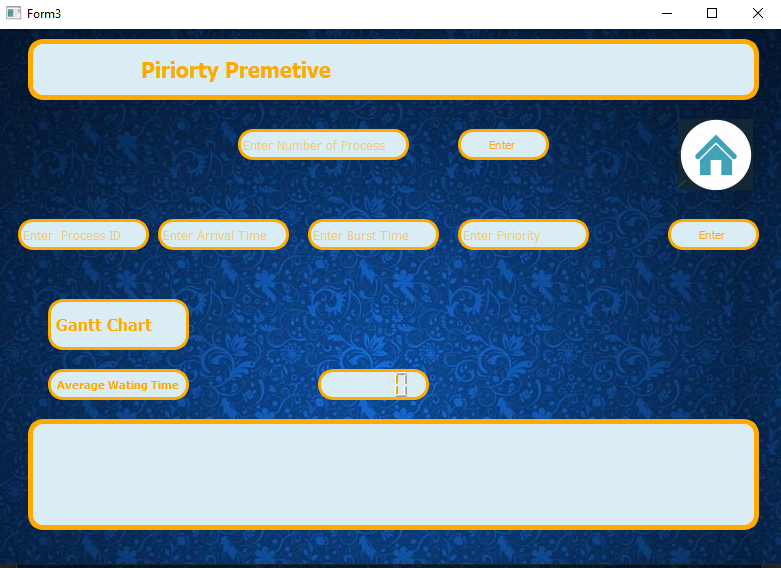 Form3
Piriorty Premetive
Enter Number of Process
Enter
Enter  Process ID
Enter Arrival Time
Enter Burst Time
Enter Piriority
Enter
Gantt Chart
Average Wating Time
0